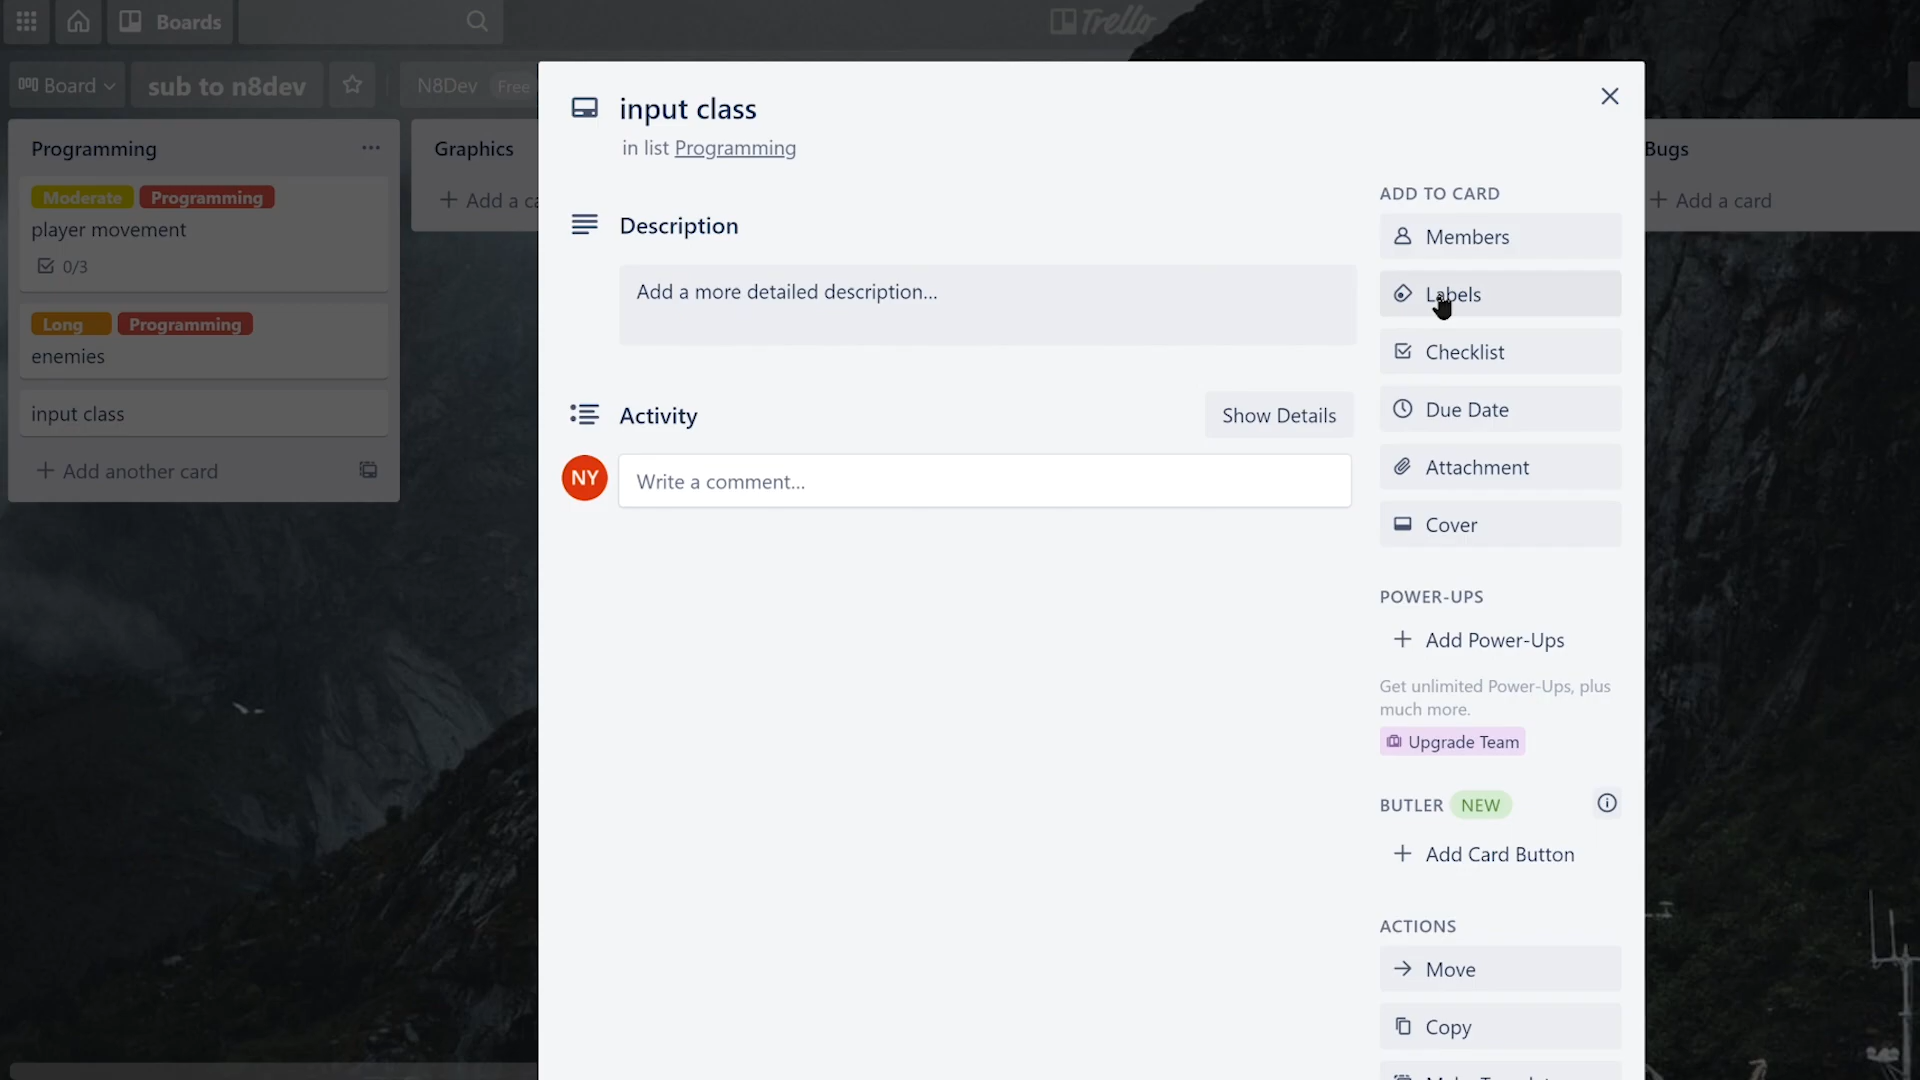 Boards
Trello
Board
sub to n8dev
N8Dev
Free
Programming
Moderate
Programming
player movement
0/3
Long
Programming
enemies
input class
Add another card
Graphics
Add a
input class
in list Programming
Description
Add a more detailed description...
Activity
Show Details
NY
Write a comment...
ADD TO CARD
Members
Labels
Checklist
Due Date
Attachment
Cover
POWER-UPS
Add Power-Ups
Get unlimited Power-Ups, plus
much more.
Upgrade Team
BUTLER NEW
Add Card Button
ACTIONS
Move
Copy
Bugs
Add a card